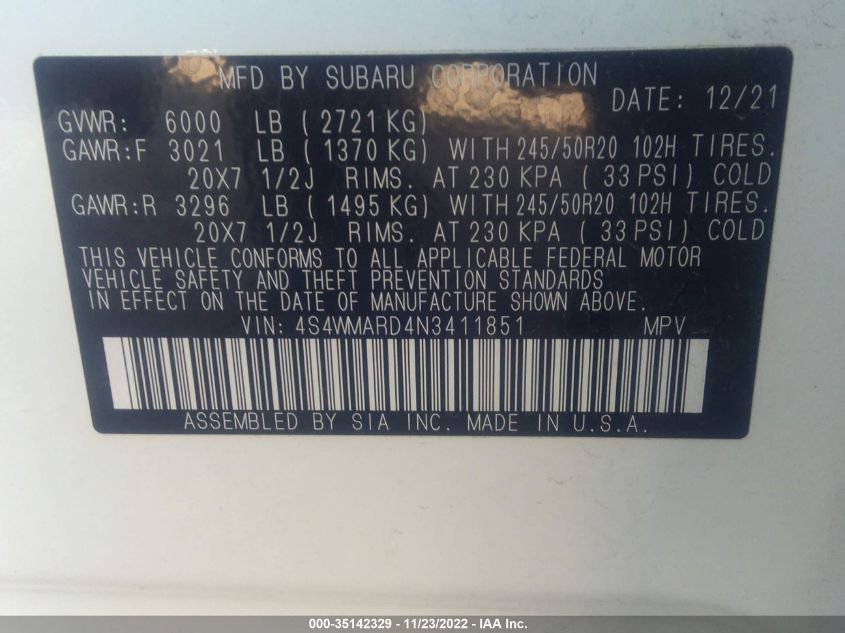 MFD BY SUBARU CORPORATION
DATE: 12/21
GVWR: 6000 LB ( 2721 KG)
GAWR:F 3021 LB ( 1370 KG) WITH 245/50R20 102H TIRES.
20X7 1/2J RIMS. AT 230 KPA ( 33 PSI) COLD
GAWR:R 3296 LB ( 1495 KG) WITH 245/50R20 102H TIRES.
20X7 1/2J RIMS. AT 230 KPA ( 33 PSI) COLD
THIS VEHICLE CONFORMS TO ALL APPLICABLE FEDERAL MOTOR
VEHICLE SAFETY AND THEFT PREVENTION STANDARDS
IN EFFECT ON THE DATE OF MANUFACTURE SHOWN ABOVE.
VIN: 4S4WMARD4N3411851 MPV
ASSEMBLED BY SIA INC. MADE IN U.S.A.
000-35142329 - 11/23/2022 - IAA Inc.